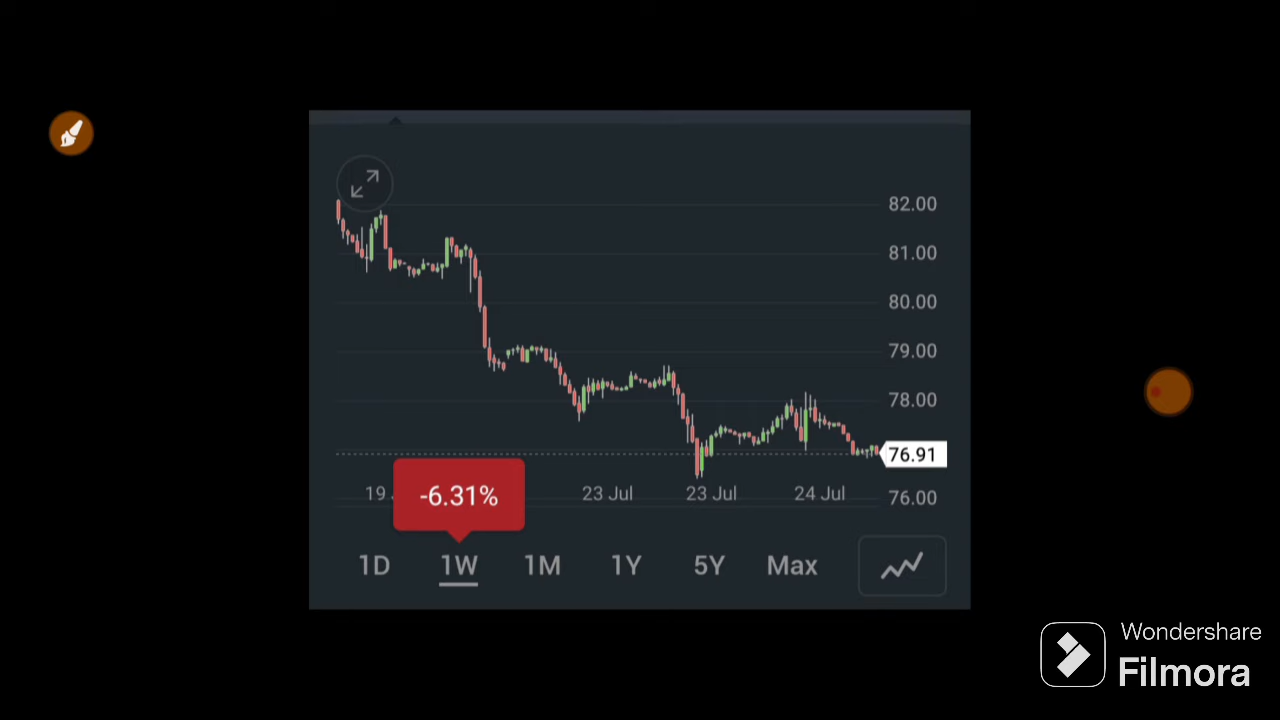 82.00
81.00
80.00
79.00
78.00
76.91
76.00
19
23 Jul
23 Jul
24 Jul
-6.31%
1D
1W
1M
1Y
5Y
Max
Wondershare
Filmora